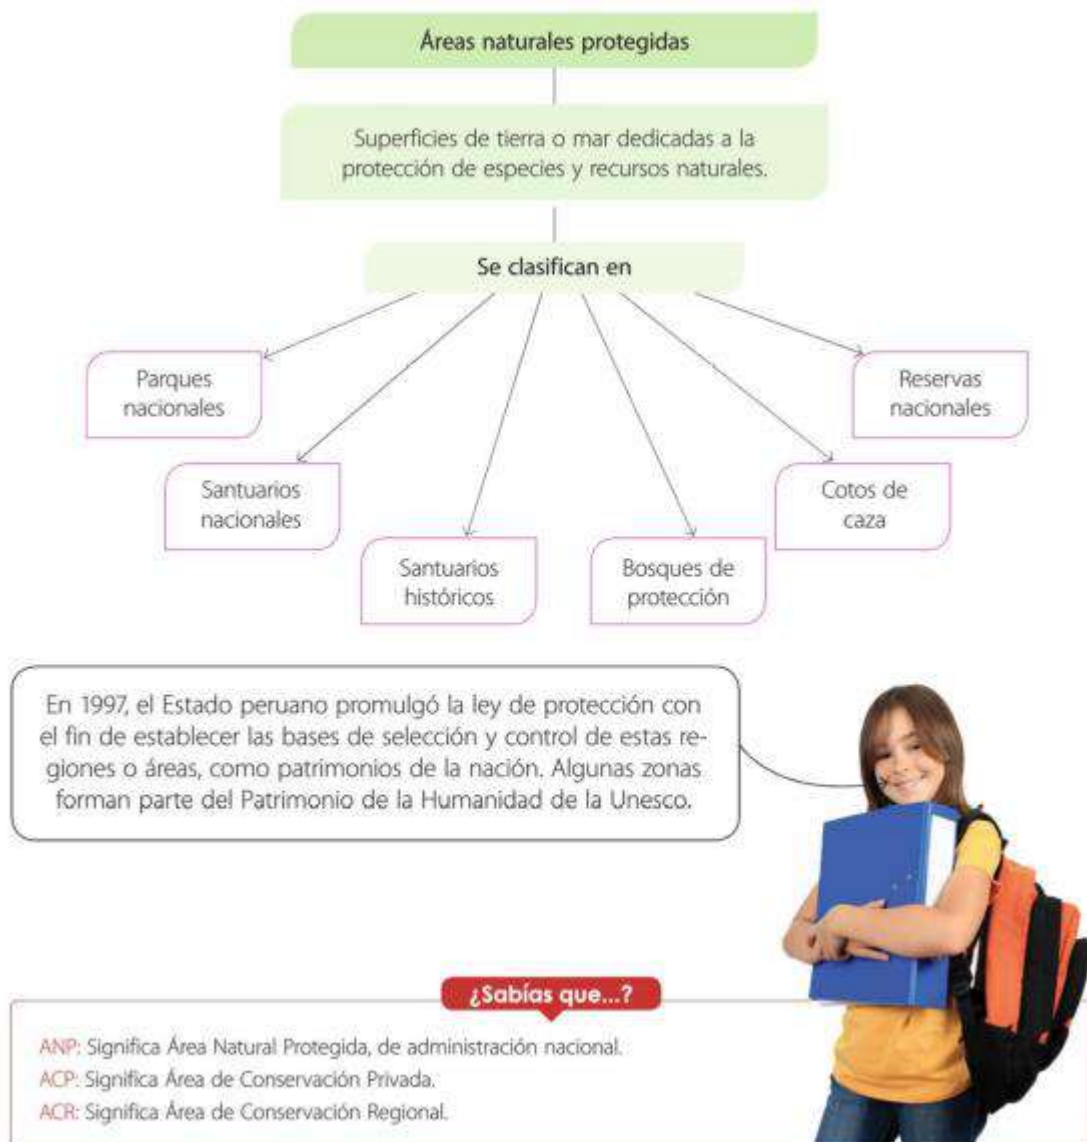 Áreas naturales protegidas
Superficies de tierra o mar dedicadas a la
protección de especies y recursos naturales.
Se clasifican en
Parques
nacionales
Reservas
nacionales
Santuarios
nacionales
Cotos de
caza
Santuarios
históricos
Bosques de
protección
En 1997, el Estado peruano promulgó la ley de protección con
el fin de establecer las bases de selección y control de estas re-
giones o áreas, como patrimonios de la nación. Algunas zonas
forman parte del Patrimonio de la Humanidad de la Unesco.
¿Sabías que...?
ANP: Significa Área Natural Protegida, de administración nacional.
ACP: Significa Área de Conservación Privada.
ACR: Significa Área de Conservación Regional.